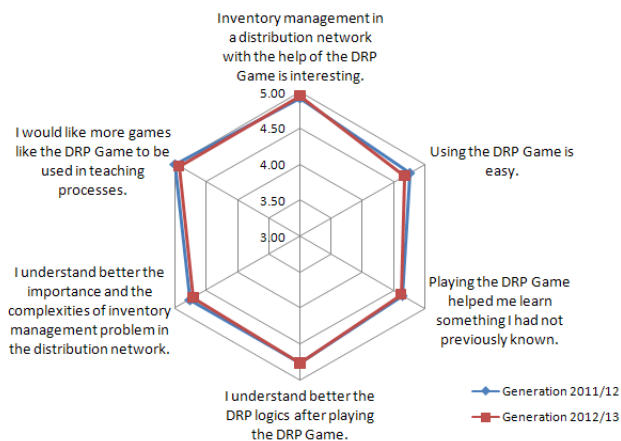 Inventory management in
a distribution network
with the help of the DRP
Game is interesting.
5.00
4.50
4.00
3.50
3.00
Using the DRP Game is
easy.
Playing the DRP Game
helped me learn
something I had not
previously known.
I understand better the
DRP logics after playing
the DRP Game.
I understand better the
importance and the
complexities of inventory
management problem in
the distribution network.
I would like more games
like the DRP Game to be
used in teaching
processes.
Generation 2011/12
Generation 2012/13